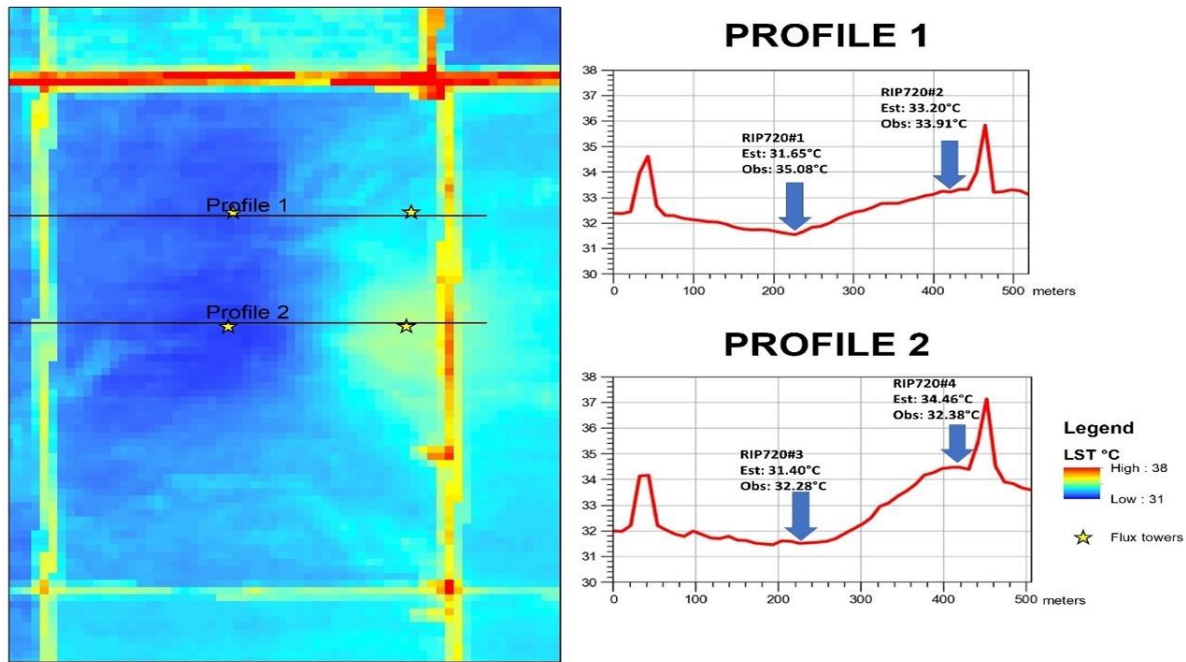 Profile 1
Profile 2
PROFILE 1
38
37
36
35
34
33
32
31
30
0
100
200
300
400
500
meters
RIP720#1
Est: 31.65°C
Obs: 35.08°C
RIP720#2
Est: 33.20°C
Obs: 33.91°C
PROFILE 2
38
37
36
35
34
33
32
31
30
0
100
200
300
400
500
meters
RIP720#3
Est: 31.40°C
Obs: 32.28°C
RIP720#4
Est: 34.46°C
Obs: 32.38°C
Legend
LST °C
High : 38
Low : 31
Flux towers